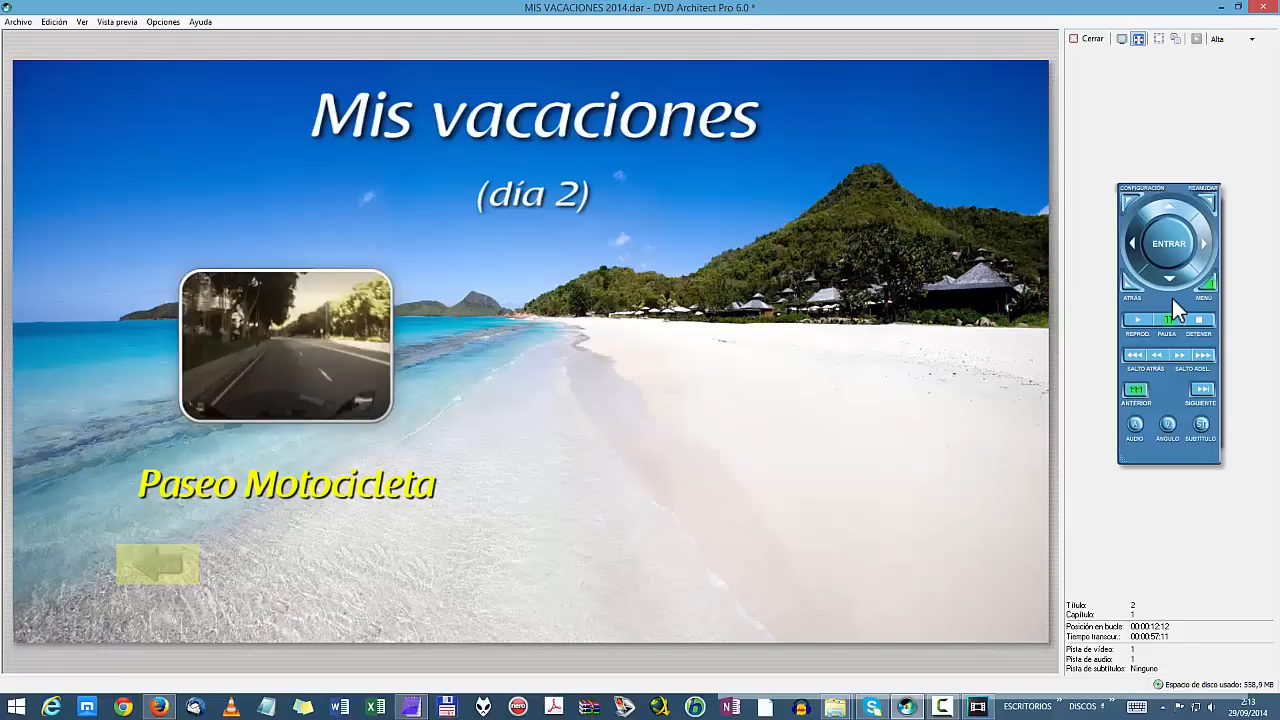 MIS VACACIONES 2014.dar - DVD Architect Pro 6.0 *
Archivo Edición Ver Vista previa Opciones Ayuda
Cerrar Alta
Mis vacaciones
(día 2)
Paseo Motocicleta
CONFIGURACIÓN REANUDAR
ENTRAR
ATRÁS MENÚ
REPROD. PAUSA DETENER
SALTO ATRÁS SALTO ADEL.
ANTERIOR SIGUIENTE
A V ST
AUDIO ÁNGULO SUBTÍTULO
Título: 2
Capítulo: 1
Posición en bucle: 00:00:12:12
Tiempo transcur.: 00:00:57:11
Pista de vídeo: 1
Pista de audio: 1
Pista de subtítulos: Ninguno
Espacio de disco usado: 558,9 MB
ESCRITORIOS » DISCOS »
2:13
29/09/2014